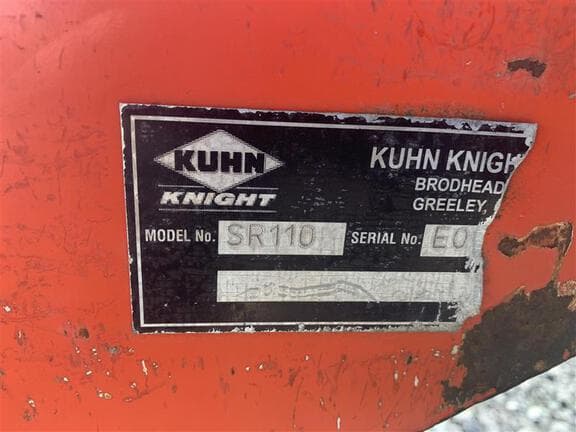 KUHN
KNIGHT
KUHN KNIGH
BRODHEAD
GREELEY,
MODEL No. SR110 SERIAL No. E0